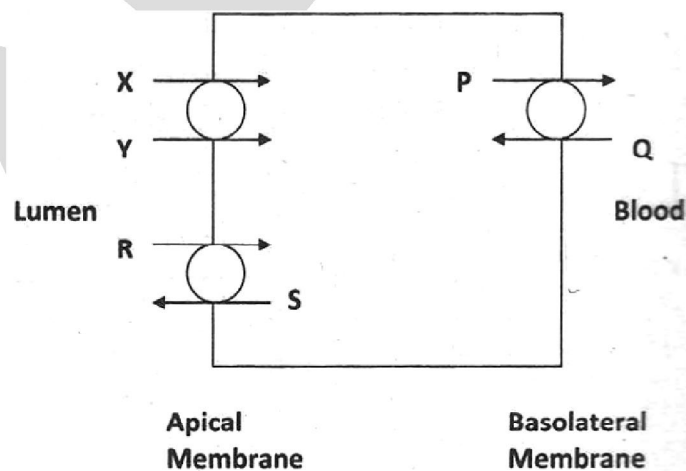 X
P
Y
Q
Lumen
Blood
R
S
Apical
Membrane
Basolateral
Membrane